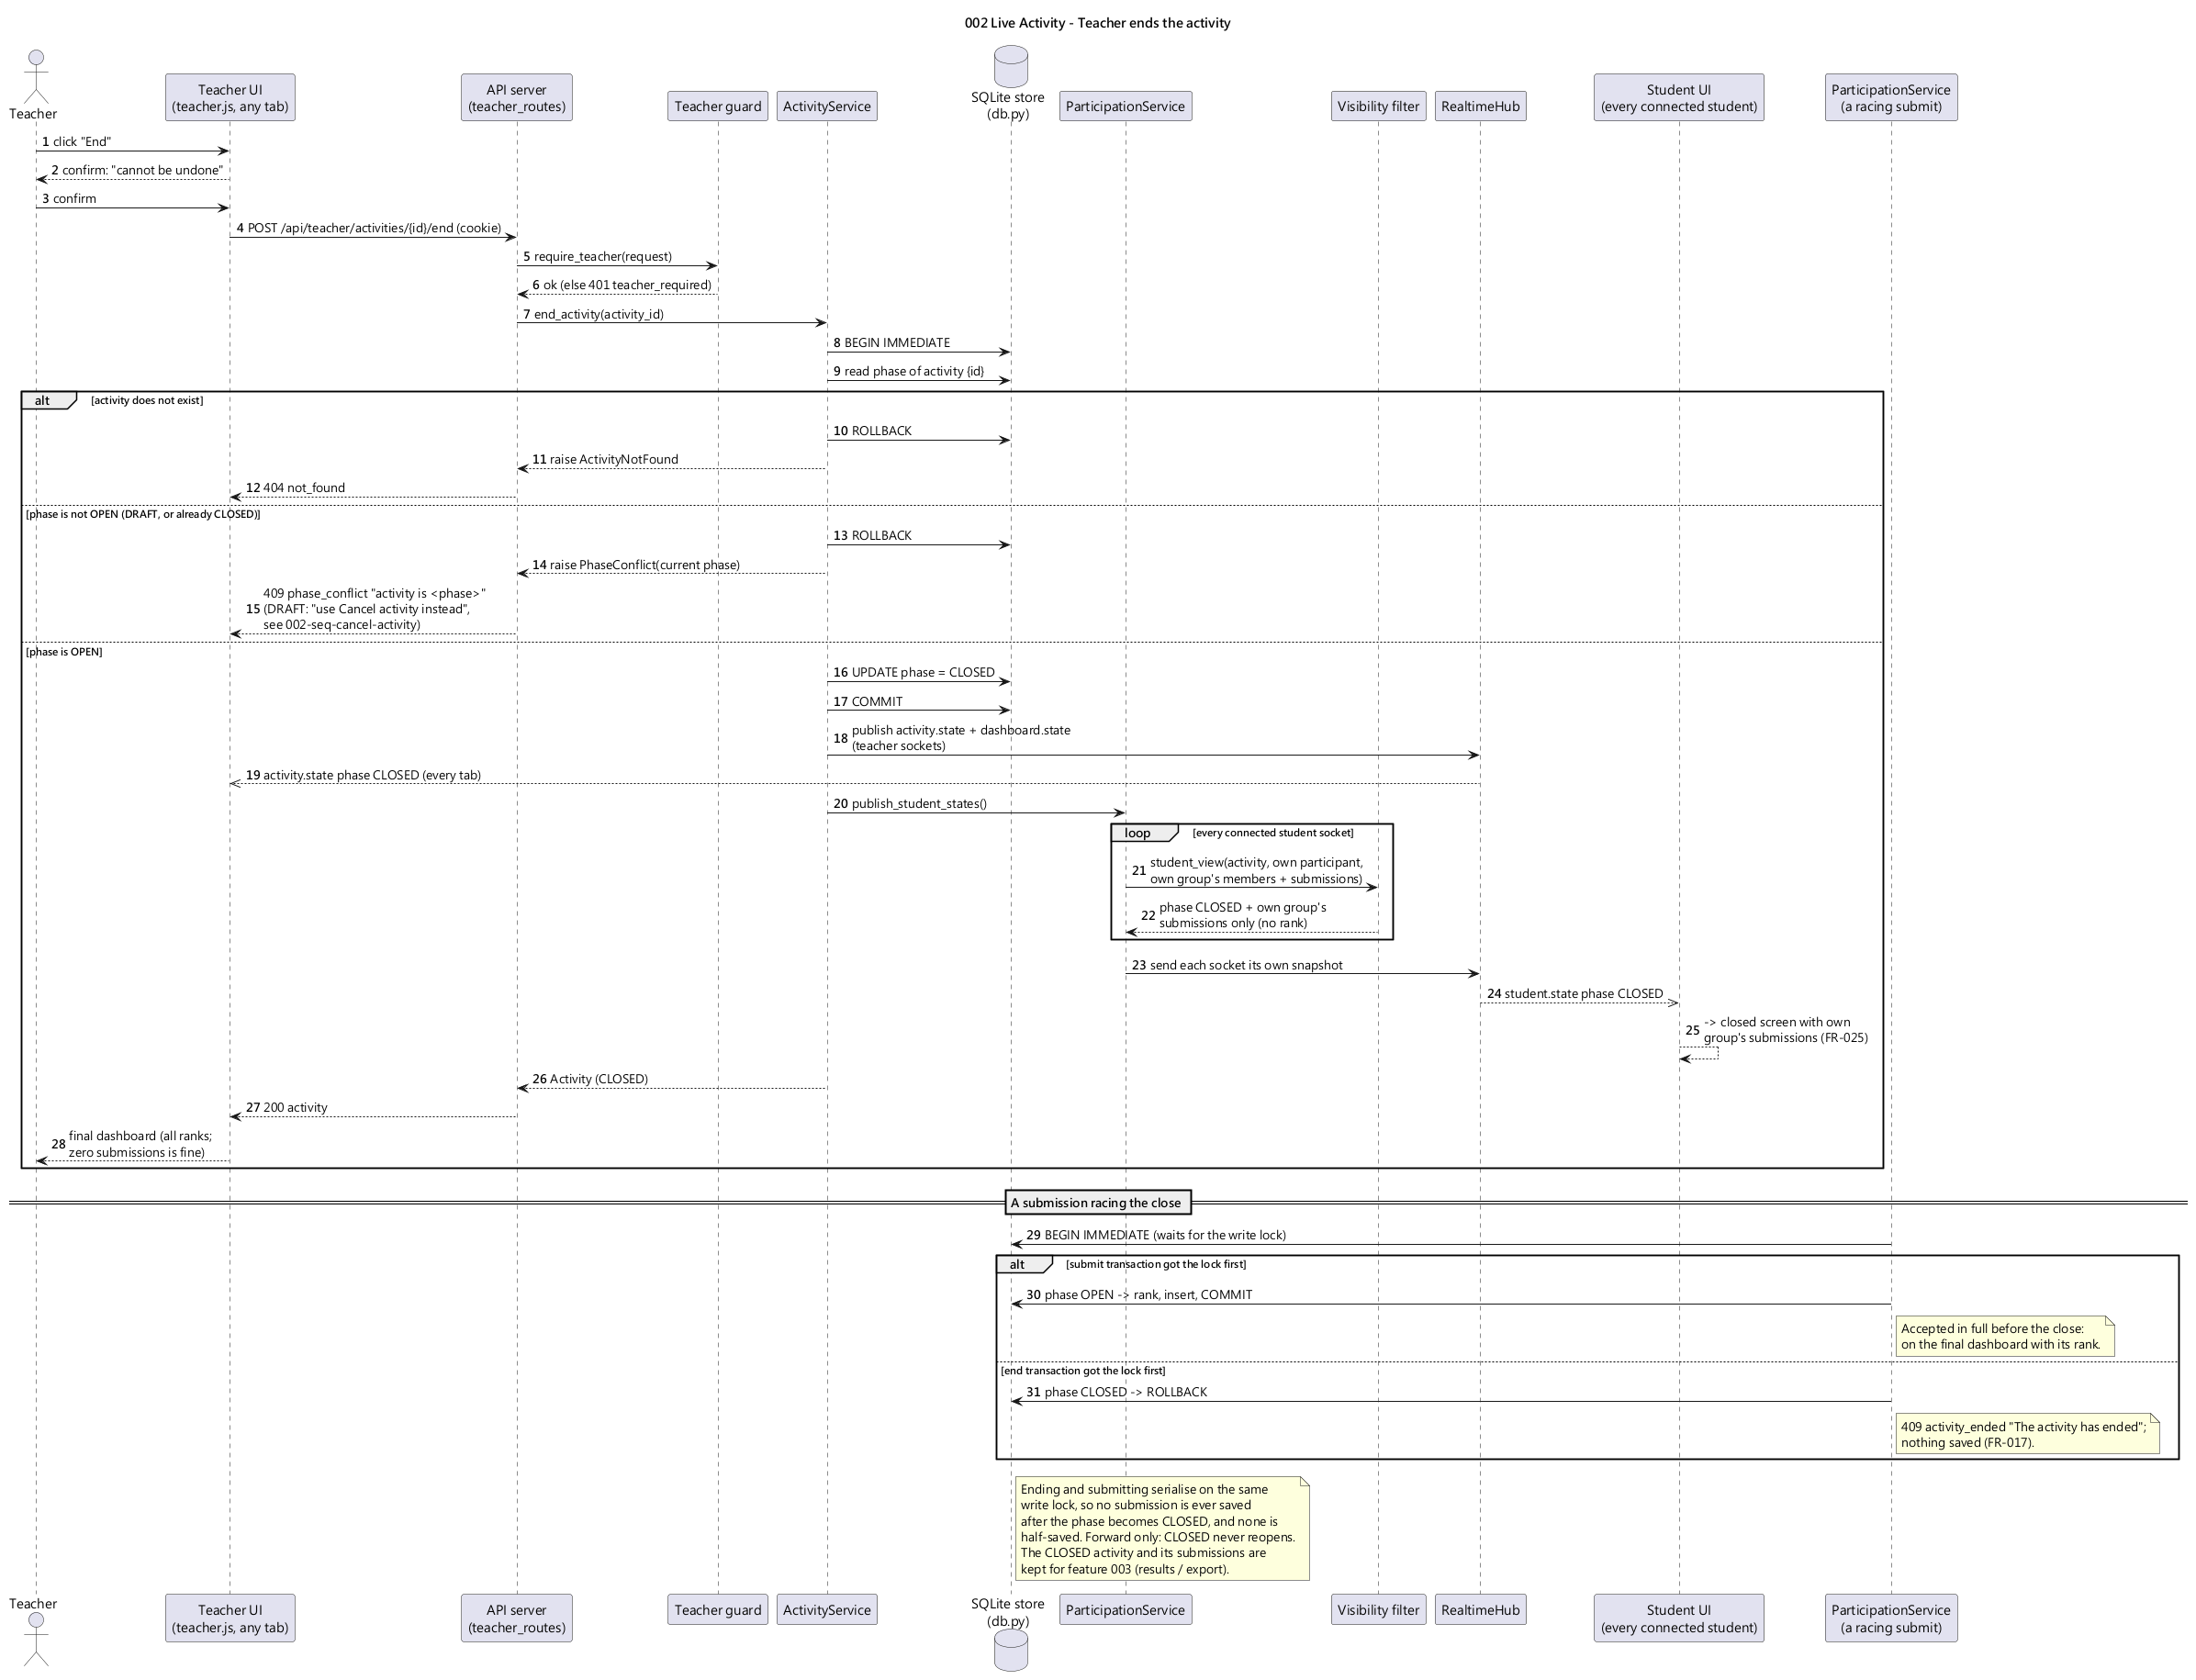 002 Live Activity - Teacher ends the activity
Teacher
Teacher UI
(teacher.js, any tab)
API server
(teacher_routes)
Teacher guard
ActivityService
SQLite store
(db.py)
ParticipationService
Visibility filter
RealtimeHub
Student UI
(every connected student)
ParticipationService
(a racing submit)
1 click "End"
2 confirm: "cannot be undone"
3 confirm
4 POST /api/teacher/activities/{id}/end (cookie)
5 require_teacher(request)
6 ok (else 401 teacher_required)
7 end_activity(activity_id)
8 BEGIN IMMEDIATE
9 read phase of activity {id}
alt [activity does not exist]
10 ROLLBACK
11 raise ActivityNotFound
12 404 not_found
[phase is not OPEN (DRAFT, or already CLOSED)]
13 ROLLBACK
14 raise PhaseConflict(current phase)
15 409 phase_conflict "activity is <phase>"
(DRAFT: "use Cancel activity instead",
see 002-seq-cancel-activity)
[phase is OPEN]
16 UPDATE phase = CLOSED
17 COMMIT
18 publish activity.state + dashboard.state
(teacher sockets)
19 activity.state phase CLOSED (every tab)
20 publish_student_states()
loop [every connected student socket]
21 student_view(activity, own participant,
own group's members + submissions)
22 phase CLOSED + own group's
submissions only (no rank)
23 send each socket its own snapshot
24 student.state phase CLOSED
25 -> closed screen with own
group's submissions (FR-025)
26 Activity (CLOSED)
27 200 activity
28 final dashboard (all ranks;
zero submissions is fine)
A submission racing the close
29 BEGIN IMMEDIATE (waits for the write lock)
alt [submit transaction got the lock first]
30 phase OPEN -> rank, insert, COMMIT
Accepted in full before the close:
on the final dashboard with its rank.
[end transaction got the lock first]
31 phase CLOSED -> ROLLBACK
409 activity_ended "The activity has ended";
nothing saved (FR-017).
Ending and submitting serialise on the same
write lock, so no submission is ever saved
after the phase becomes CLOSED, and none is
half-saved. Forward only: CLOSED never reopens.
The CLOSED activity and its submissions are
kept for feature 003 (results / export).
Teacher
Teacher UI
(teacher.js, any tab)
API server
(teacher_routes)
Teacher guard
ActivityService
SQLite store
(db.py)
ParticipationService
Visibility filter
RealtimeHub
Student UI
(every connected student)
ParticipationService
(a racing submit)